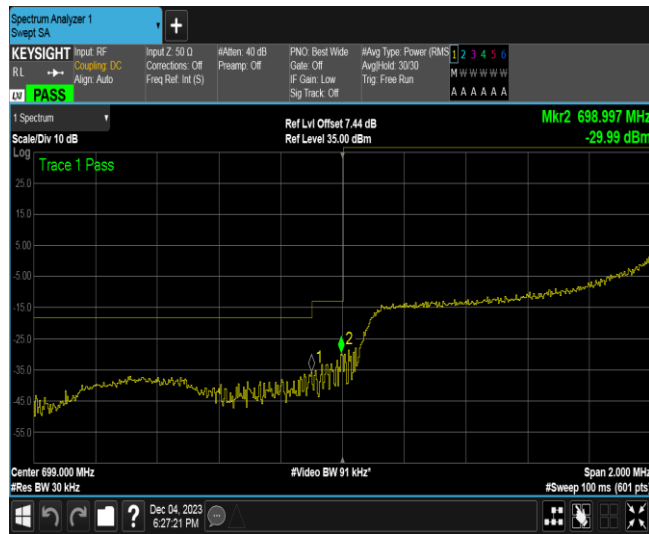 Spectrum Analyzer 1
Swept SA
+
KEYSIGHT
RL
Input: RF
Coupling: DC
Align: Auto
Input Z: 50 Ω
Corrections: Off
Freq Ref: Int (S)
#Atten: 40 dB
Preamp: Off
PNO: Best Wide
Gate: Off
IF Gain: Low
Sig Track: Off
#Avg Type: Power (RMS
Avg|Hold: 30/30
Trig: Free Run
1 2 3 4 5 6
M W W W W W
A A A A A A
LXI PASS
1 Spectrum
Scale/Div 10 dB
Ref Lvl Offset 7.44 dB
Ref Level 35.00 dBm
Mkr2 698.997 MHz
-29.99 dBm
Log
Trace 1 Pass
25.0
15.0
5.00
-5.00
-15.0
-25.0
-35.0
-45.0
-55.0
1
2
Center 699.000 MHz
#Res BW 30 kHz
#Video BW 91 kHz*
Span 2.000 MHz
#Sweep 100 ms (601 pts)
?
Dec 04, 2023
6:27:21 PM